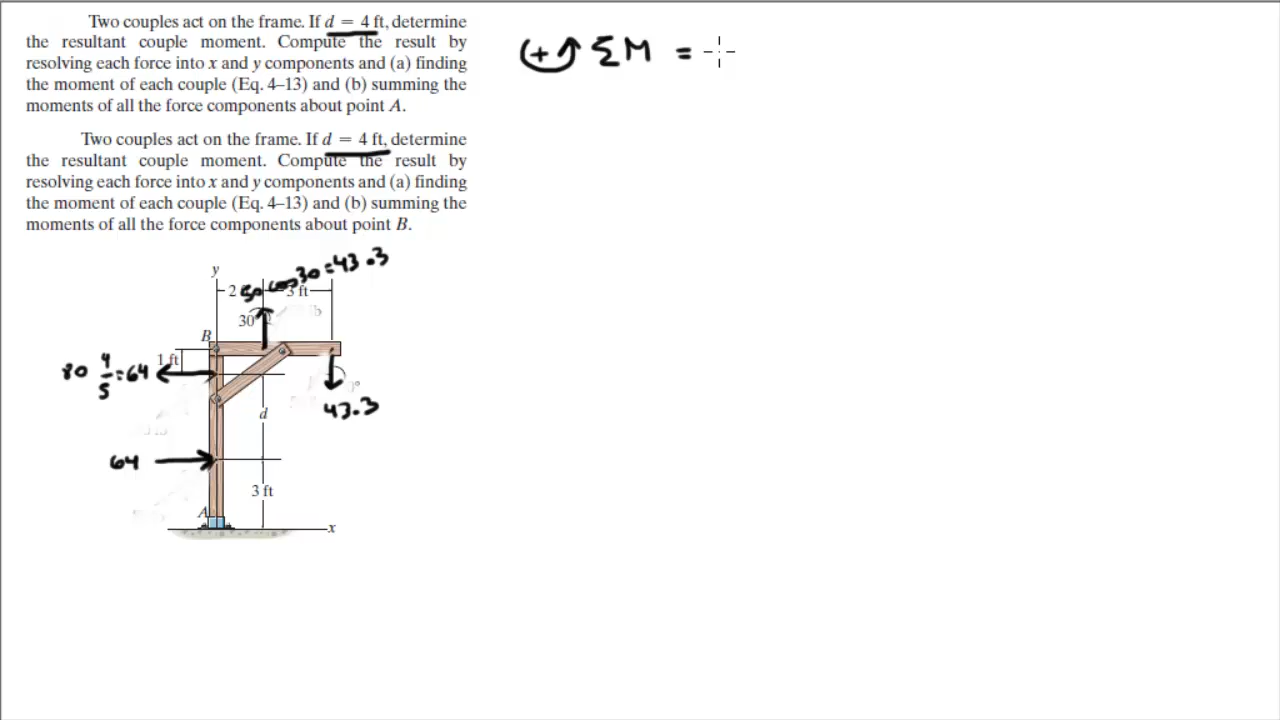 Two couples act on the frame. If d = 4 ft, determine
the resultant couple moment. Compute the result by
resolving each force into x and y components and (a) finding
the moment of each couple (Eq. 4–13) and (b) summing the
moments of all the force components about point A.
Two couples act on the frame. If d = 4 ft, determine
the resultant couple moment. Compute the result by
resolving each force into x and y components and (a) finding
the moment of each couple (Eq. 4–13) and (b) summing the
moments of all the force components about point B.
(+ Σ M =
y
50 cos 30 = 43.3
2 3 ft
30°
B
1 ft
80 4/5 = 64
43.3
d
64
3 ft
A
x